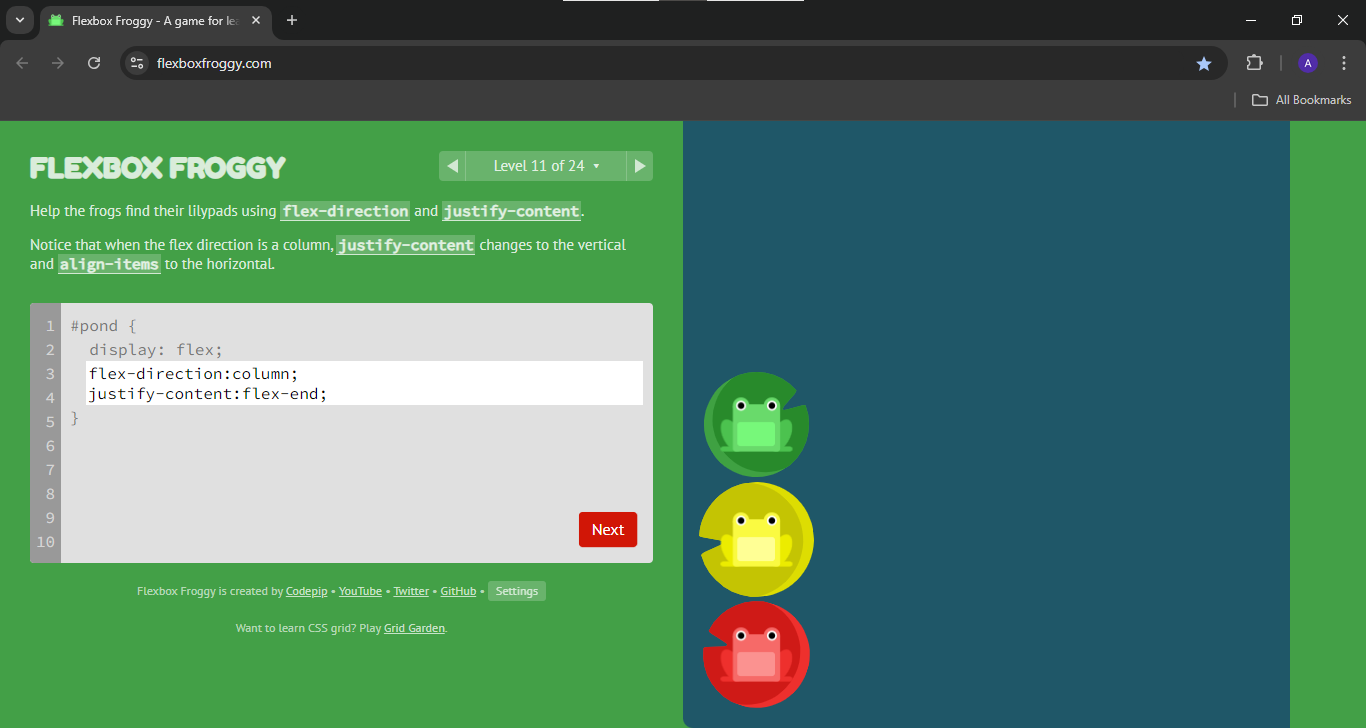 Flexbox Froggy - A game for le
flexboxfroggy.com
A
All Bookmarks
FLEXBOX FROGGY
Level 11 of 24
Help the frogs find their lilypads using flex-direction and justify-content.
Notice that when the flex direction is a column, justify-content changes to the vertical
and align-items to the horizontal.
1 #pond {
2 display: flex;
3 flex-direction:column;
4 justify-content:flex-end;
5 }
6
7
8
9
10
Next
Flexbox Froggy is created by Codepip • YouTube • Twitter • GitHub • Settings
Want to learn CSS grid? Play Grid Garden.